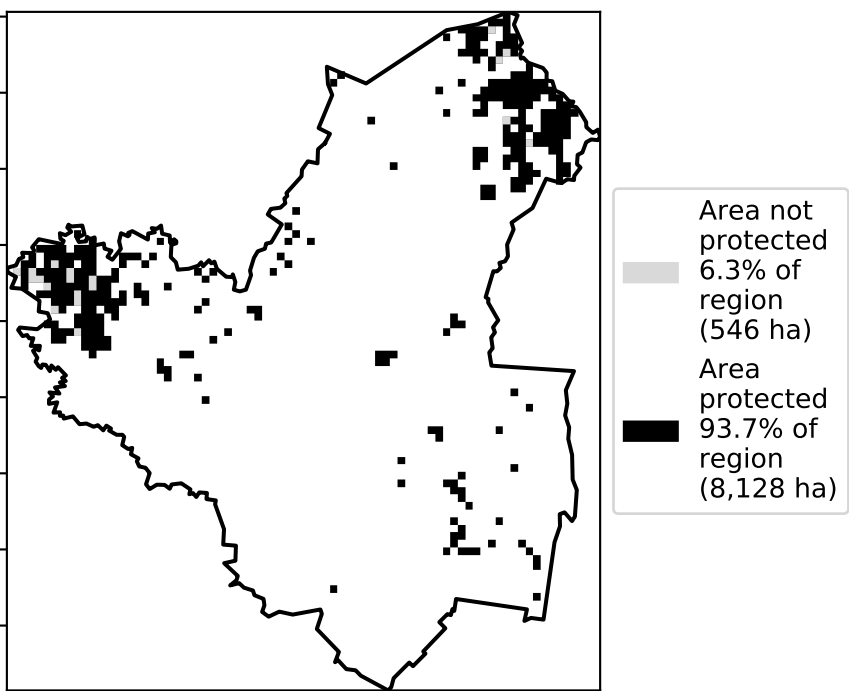 Area not
protected
6.3% of
region
(546 ha)
Area
protected
93.7% of
region
(8,128 ha)